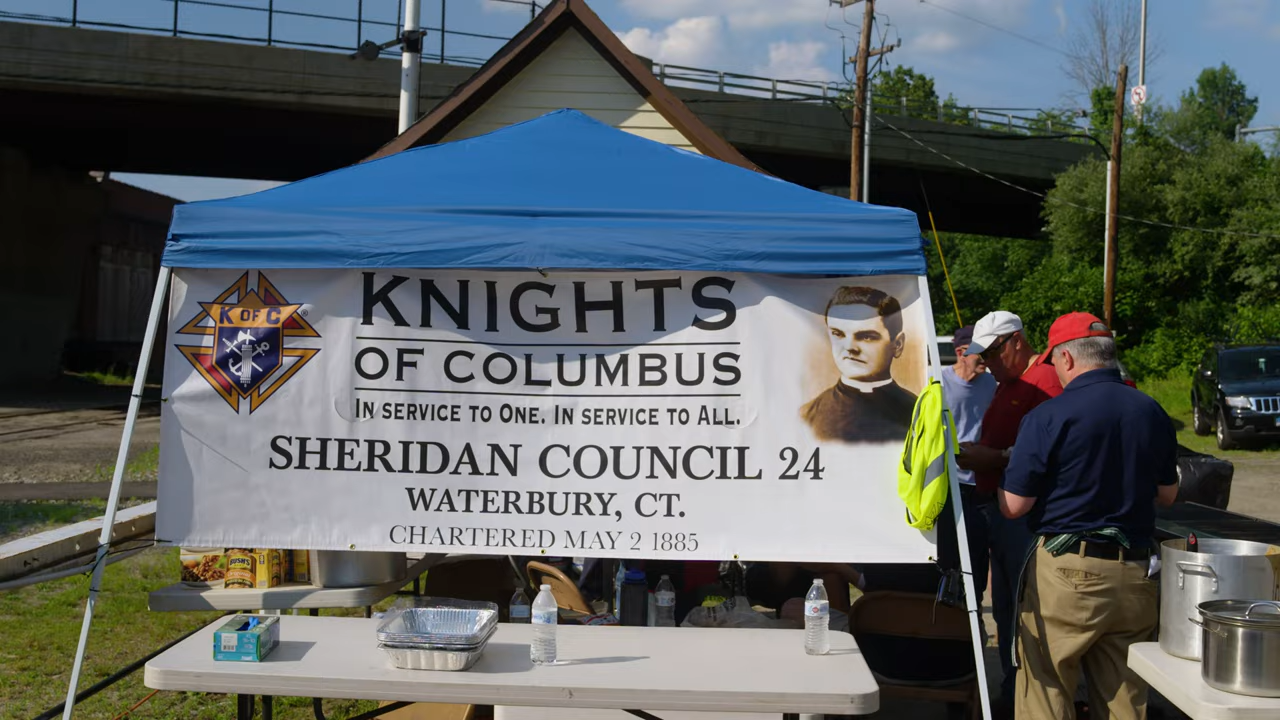 K OF C
KNIGHTS
OF COLUMBUS
IN SERVICE TO ONE. IN SERVICE TO ALL.
SHERIDAN COUNCIL 24
WATERBURY, CT.
CHARTERED MAY 2 1885
BUSH'S